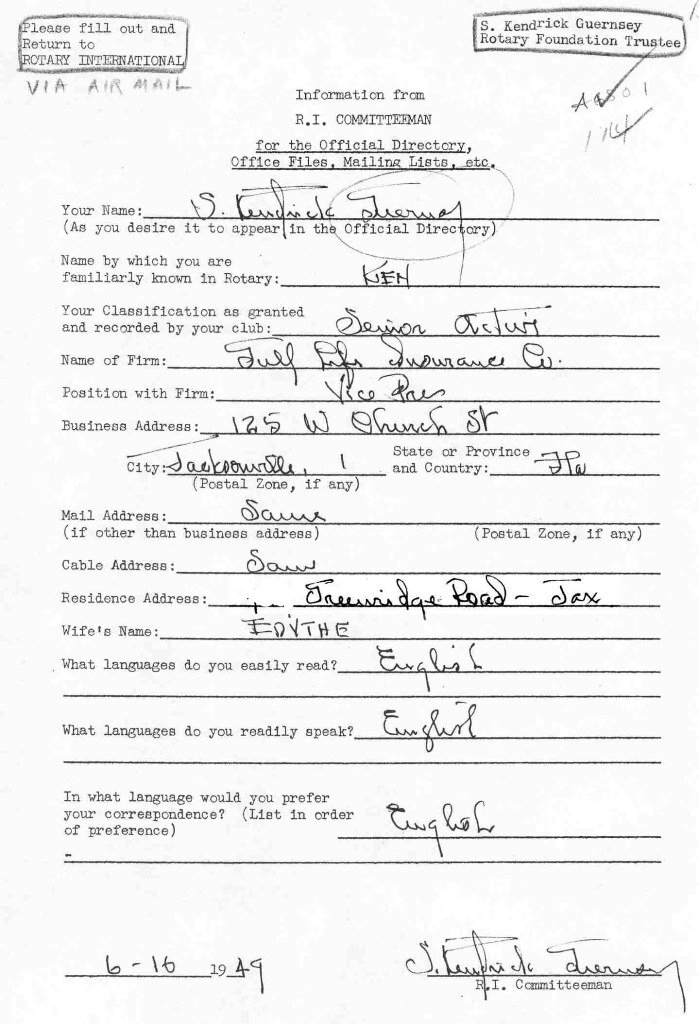 Please fill out and
Return to
ROTARY INTERNATIONAL
S. Kendrick Guernsey
Rotary Foundation Trustee
VIA AIR MAIL
Information from
R.I. COMMITTEEMAN
for the Official Directory,
Office Files, Mailing Lists, etc.
Your Name: S. Kendrick Guernsey
(As you desire it to appear in the Official Directory)
Name by which you are
familiarly known in Rotary: KEN
Your Classification as granted
and recorded by your club: Senior Active
Name of Firm: Gulf Life Insurance Co.
Position with Firm: Vice Pres
Business Address: 125 W Church St
City: Jacksonville, 1 State or Province
and Country: Fla
(Postal Zone, if any)
Mail Address: Same
(if other than business address) (Postal Zone, if any)
Cable Address: Same
Residence Address: Greenridge Road - Jax
Wife's Name: EDYTHE
What languages do you easily read? English
What languages do you readily speak? English
In what language would you prefer
your correspondence? (List in order
of preference) English
6-16 1949 S. Kendrick Guernsey
R.I. Committeeman